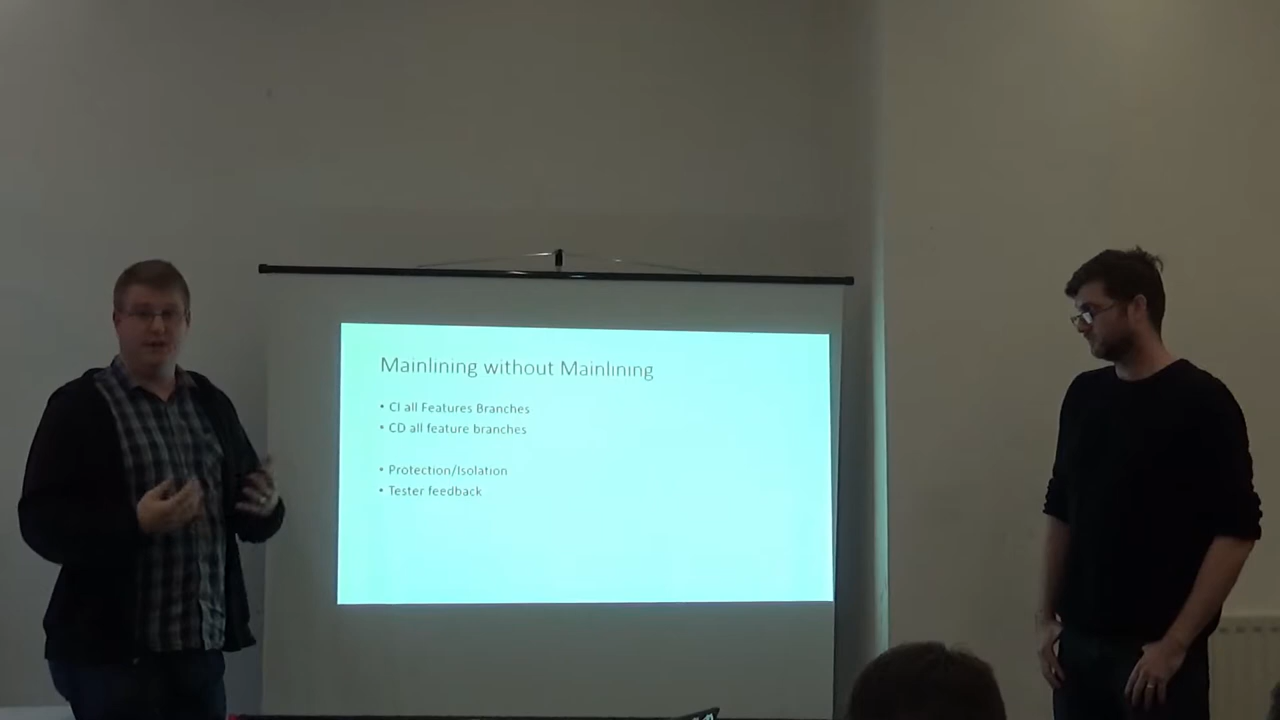 Mainlining without Mainlining
• CI all Features Branches
• CD all feature branches
• Protection/Isolation
• Tester feedback